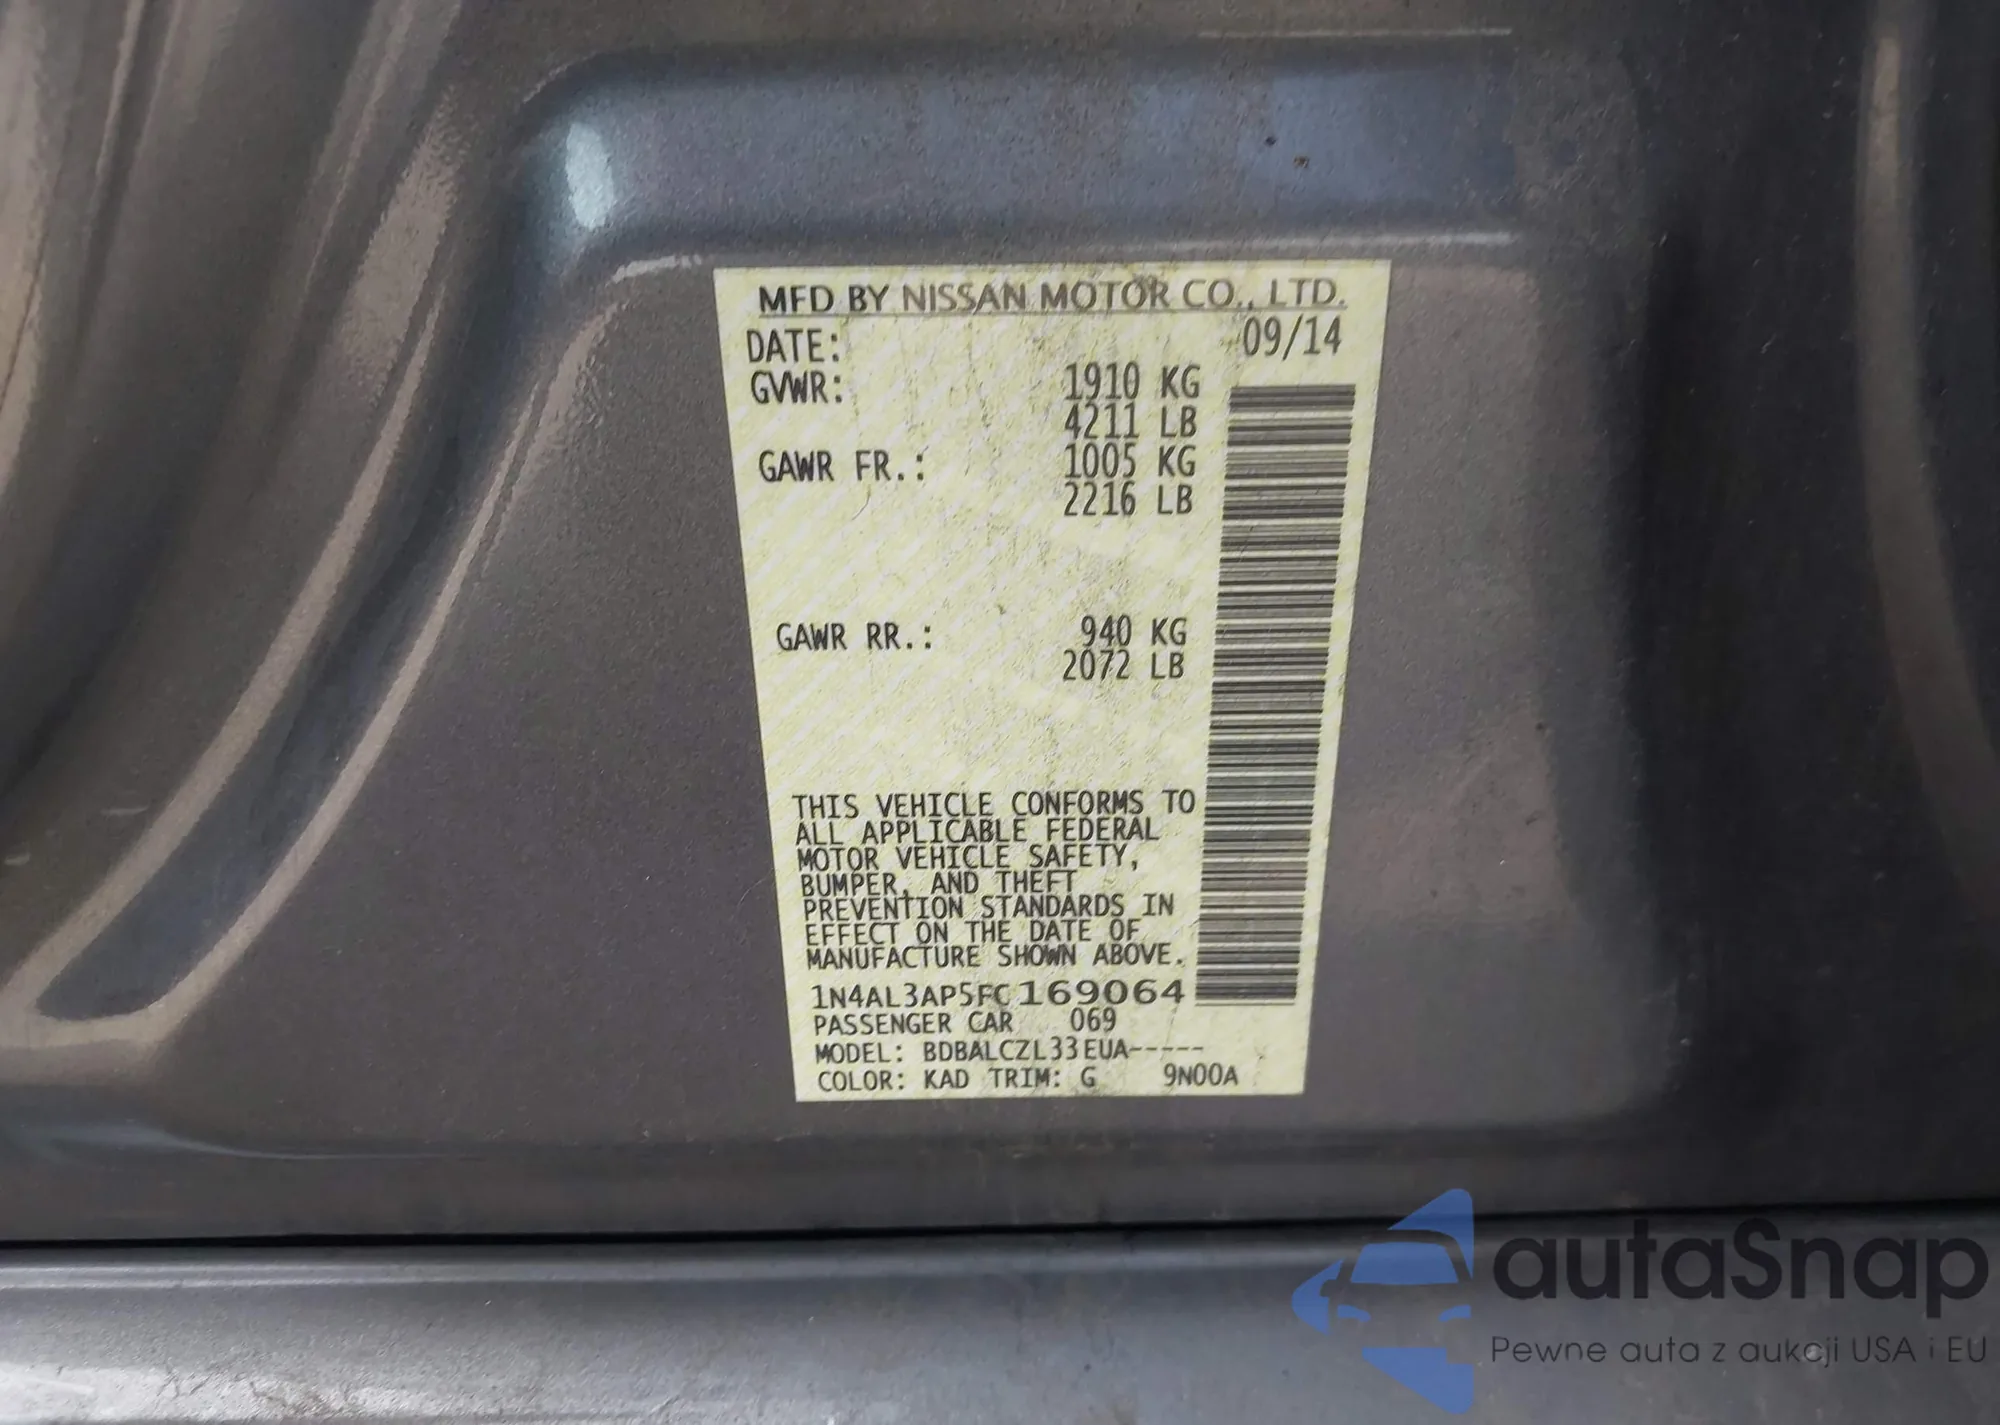 MFD BY NISSAN MOTOR CO., LTD.
DATE: 09/14
GVWR: 1910 KG
4211 LB
GAWR FR.: 1005 KG
2216 LB
GAWR RR.: 940 KG
2072 LB
THIS VEHICLE CONFORMS TO
ALL APPLICABLE FEDERAL
MOTOR VEHICLE SAFETY,
BUMPER, AND THEFT
PREVENTION STANDARDS IN
EFFECT ON THE DATE OF
MANUFACTURE SHOWN ABOVE.
1N4AL3AP5FC169064
PASSENGER CAR 069
MODEL: BDBALCZL33EUA-----
COLOR: KAD TRIM: G 9N00A
autaSnap
Pewne auta z aukcji USA i EU